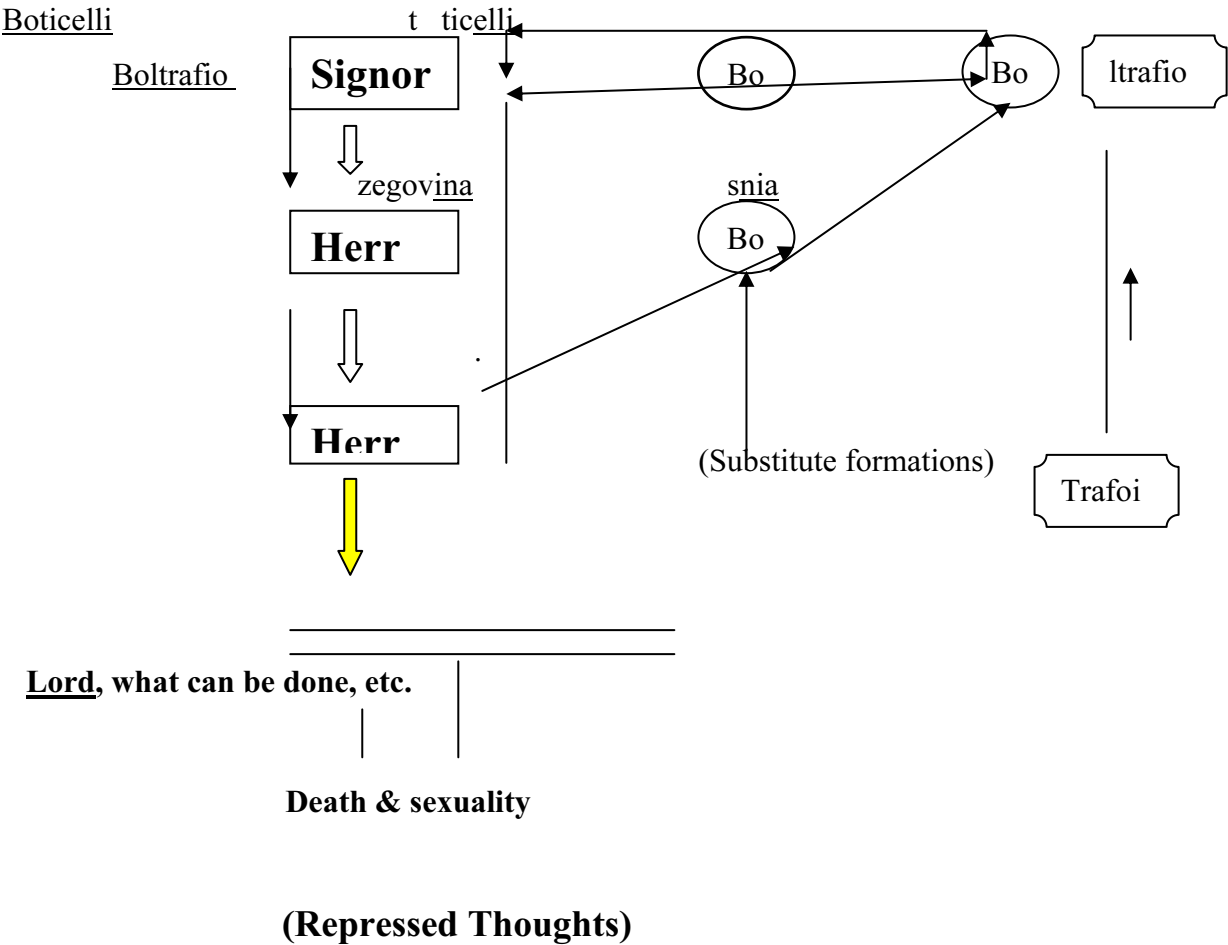 Boticelli t ticelli
Boltrafio Signor Bo Bo ltrafio
zegovina snia
Herr Bo
Herr
(Substitute formations)
Trafoi
Lord, what can be done, etc.
Death & sexuality
(Repressed Thoughts)